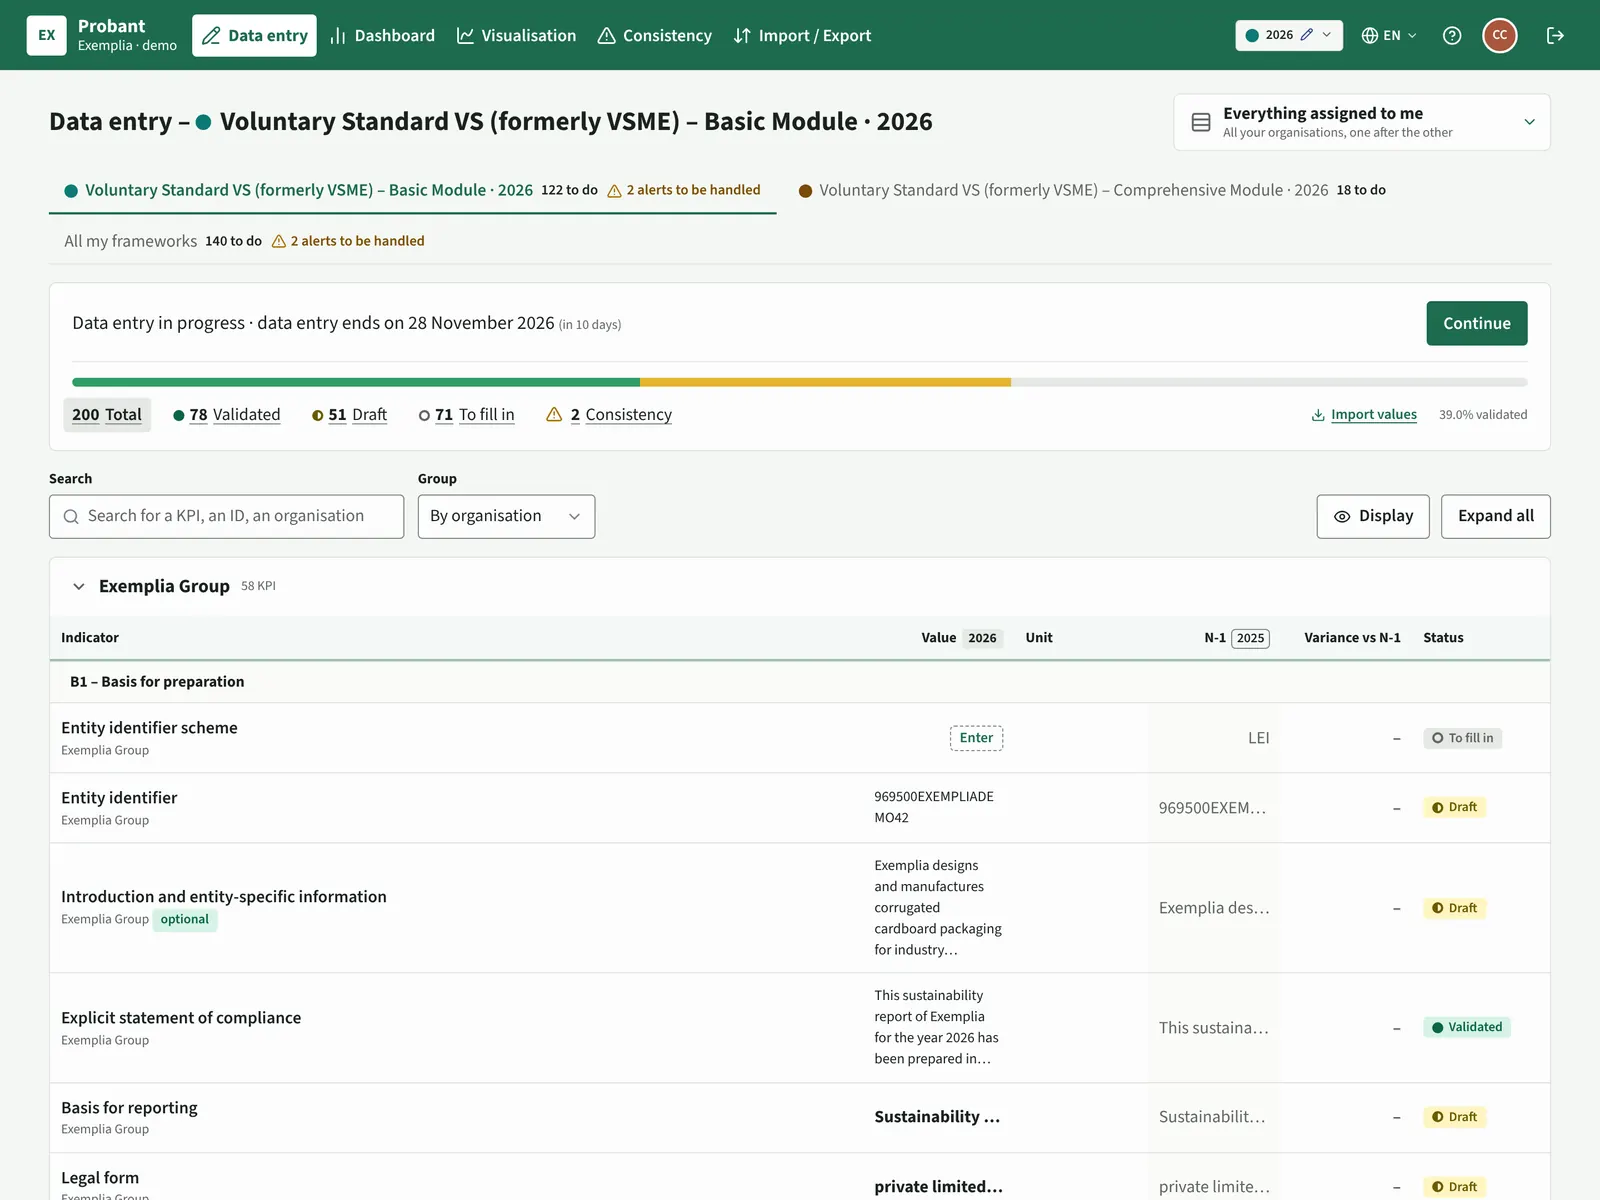 EX
Probant
Exemplia · demo
Data entry
Dashboard
Visualisation
Consistency
Import / Export
2026
EN
CC
Data entry – Voluntary Standard VS (formerly VSME) – Basic Module · 2026
Everything assigned to me
All your organisations, one after the other
Voluntary Standard VS (formerly VSME) – Basic Module · 2026 122 to do 2 alerts to be handled
Voluntary Standard VS (formerly VSME) – Comprehensive Module · 2026 18 to do
All my frameworks 140 to do 2 alerts to be handled
Data entry in progress · data entry ends on 28 November 2026 (in 10 days)
Continue
200 Total
78 Validated
51 Draft
71 To fill in
2 Consistency
Import values
39.0% validated
Search
Group
Search for a KPI, an ID, an organisation
By organisation
Display
Expand all
Exemplia Group 58 KPI
Indicator
Value 2026
Unit
N-1 2025
Variance vs N-1
Status
B1 – Basis for preparation
Entity identifier scheme
Exemplia Group
Enter
LEI
–
To fill in
Entity identifier
Exemplia Group
969500EXEMPLIADE
MO42
969500EXEM…
–
Draft
Introduction and entity-specific information
Exemplia Group optional
Exemplia designs
and manufactures
corrugated
cardboard packaging
for industry…
Exemplia des…
–
Draft
Explicit statement of compliance
Exemplia Group
This sustainability
report of Exemplia
for the year 2026 has
been prepared in…
This sustaina…
–
Validated
Basis for reporting
Exemplia Group
Sustainability …
Sustainabilit…
–
Draft
Legal form
Exemplia Group
private limited…
private limite…
–
Draft